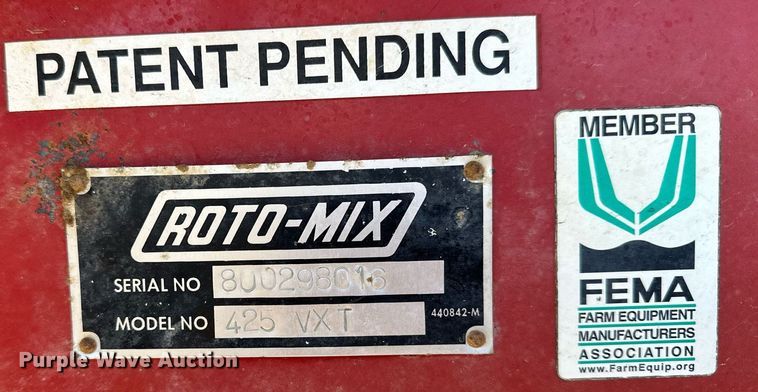 PATENT PENDING
ROTO-MIX
SERIAL NO 800298016
MODEL NO 425 VXT
440842-M
MEMBER
FEMA
FARM EQUIPMENT
MANUFACTURERS
ASSOCIATION
www.FarmEquip.org
Purple Wave Auction